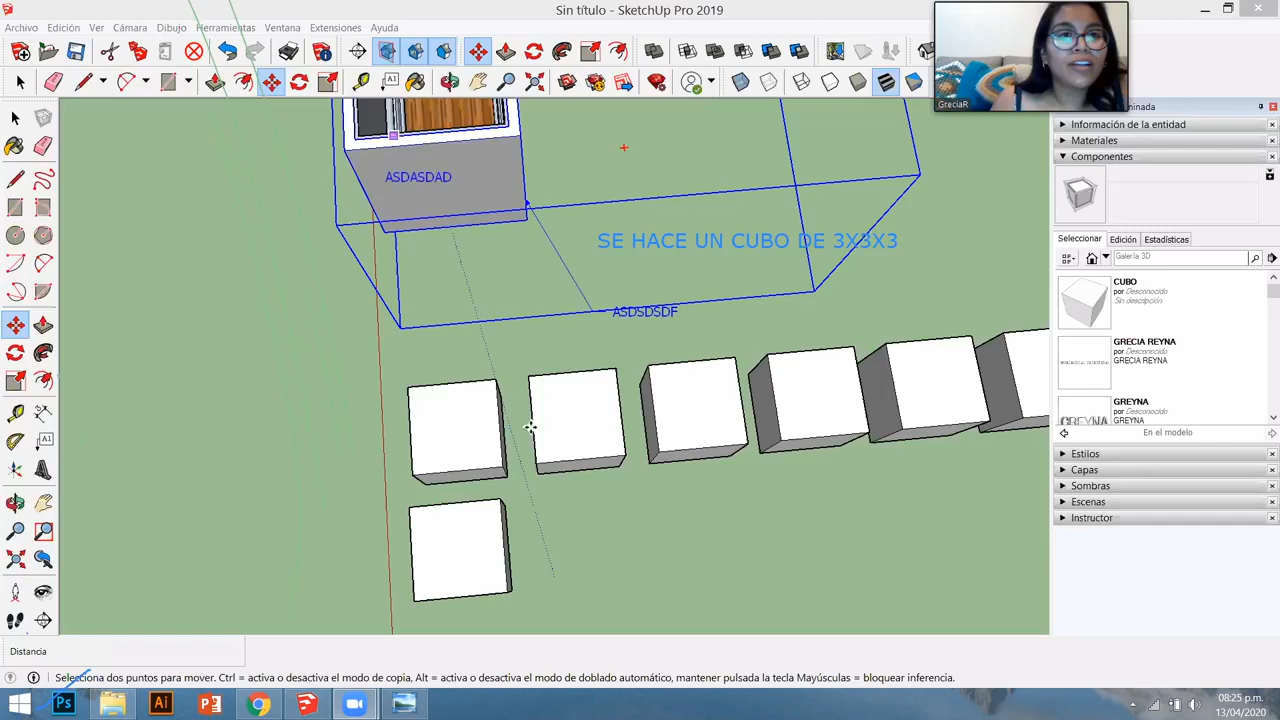 Sin título - SketchUp Pro 2019
Archivo Edición Ver Cámara Dibujo Herramientas Ventana Extensiones Ayuda
GreciaR
Información de la entidad
Materiales
Componentes
Seleccionar Edición Estadísticas
Galería 3D
CUBO
por Desconocido
Sin descripción
GRECIA REYNA
GRECIA REYNA
GREYNA
GREYNA
En el modelo
Estilos
Capas
Sombras
Escenas
Instructor
ASDASDAD
SE HACE UN CUBO DE 3X3X3
ASDSDSDF
Distancia
Selecciona dos puntos para mover. Ctrl = activa o desactiva el modo de copia, Alt = activa o desactiva el modo de doblado automático, mantener pulsada la tecla Mayúsculas = bloquear inferencia.
08:25 p.m.
13/04/2020